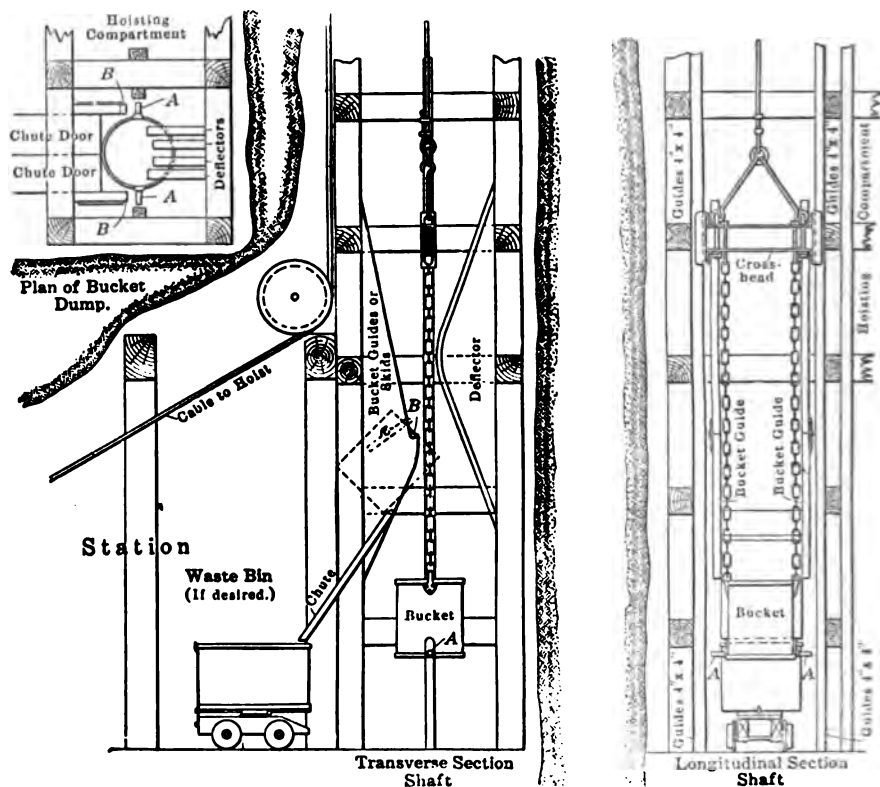 Hoisting
Compartment
B
A
Chute Door
Chute Door
Deflectors
A
B
Plan of Bucket
Dump.
Cable to Hoist
Bucket Guides or
Skids
Deflector
B
A
Station
Waste Bin
(If desired.)
Chute
Bucket
A
Transverse Section
Shaft
Guides 4"x 4"
Guides 4"x 4"
Compartment
Hoisting
Cross-
head
Bucket Guide
Bucket Guide
Bucket
A
A
Guides 4"x 4"
Guides 4"x 4"
Longitudinal Section
Shaft